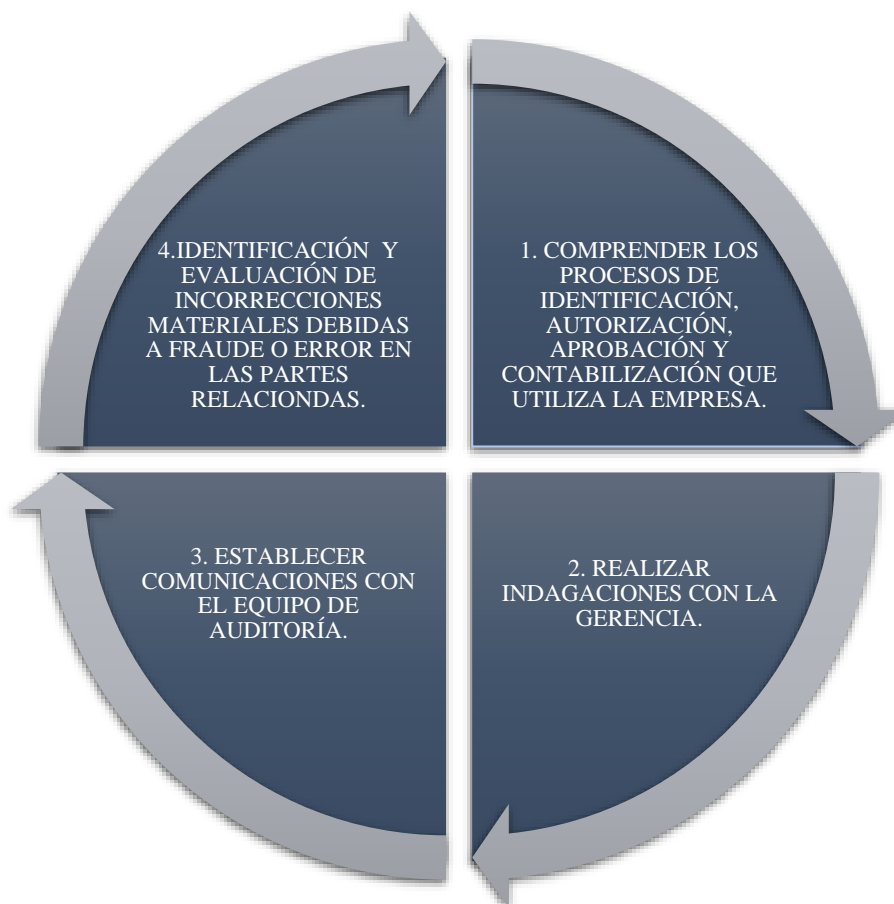 1. COMPRENDER LOS
PROCESOS DE
IDENTIFICACIÓN,
AUTORIZACIÓN,
APROBACIÓN Y
CONTABILIZACIÓN QUE
UTILIZA LA EMPRESA.
2. REALIZAR
INDAGACIONES CON LA
GERENCIA.
3. ESTABLECER
COMUNICACIONES CON
EL EQUIPO DE
AUDITORÍA.
4.IDENTIFICACIÓN Y
EVALUACIÓN DE
INCORRECCIONES
MATERIALES DEBIDAS
A FRAUDE O ERROR EN
LAS PARTES
RELACIONDAS.